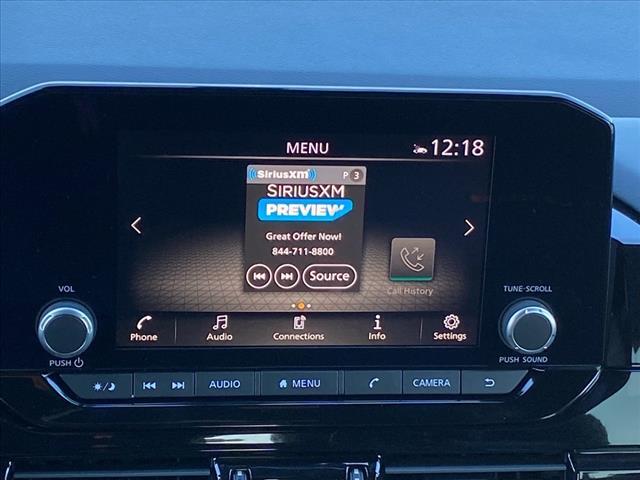 MENU
12:18
SiriusXM P 3
SIRIUSXM
PREVIEW
Great Offer Now!
844-711-8800
Source
Call History
Phone Audio Connections Info Settings
VOL
PUSH
TUNE·SCROLL
PUSH SOUND
AUDIO MENU CAMERA